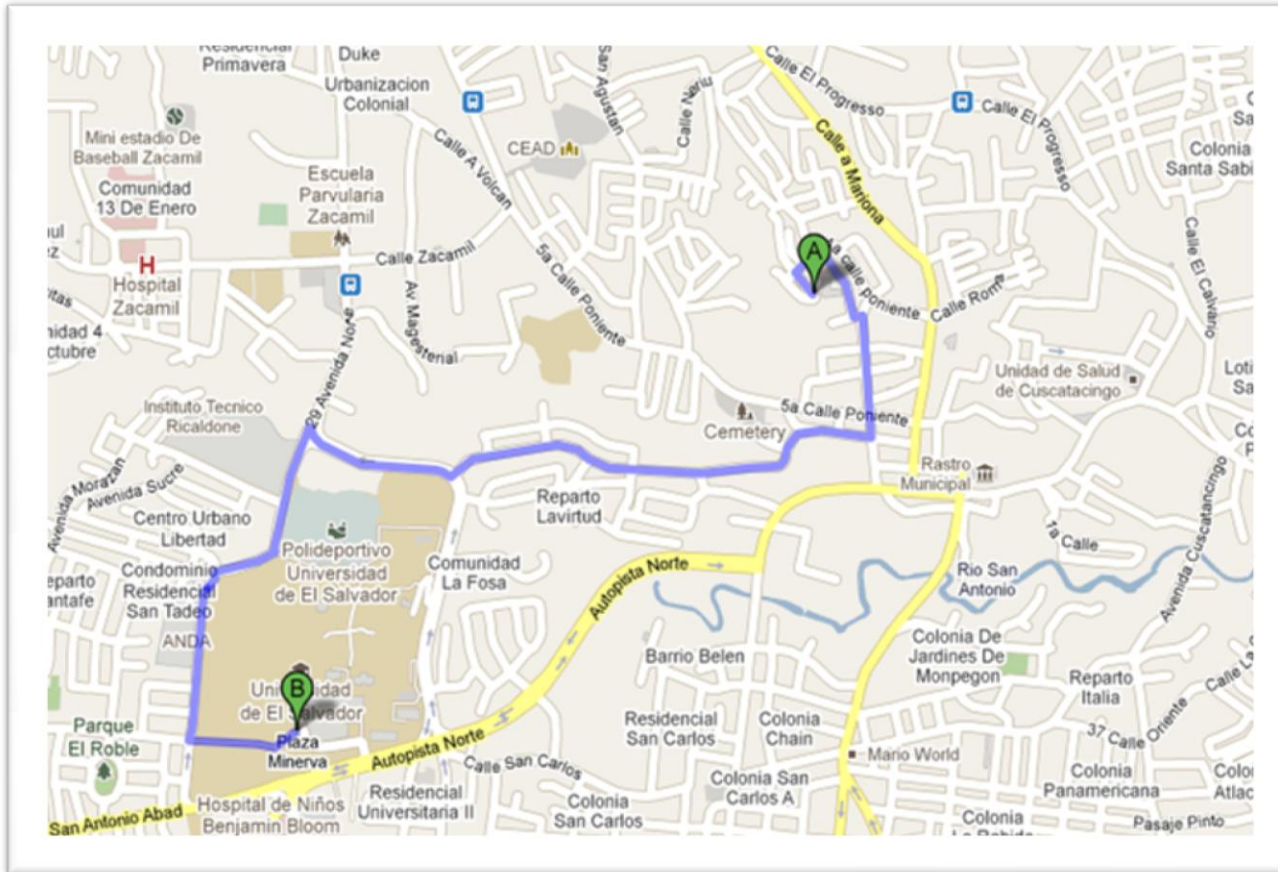 Residencial
Primavera
Duke
Urbanizacion
Colonial
San Agustan
Calle Neriu
Calle El Progresso
Calle El Progresso
Calle El Progresso
Mini estadio De
Baseball Zacamil
CEAD
Calle a Mariona
Colonia
Santa Sabi
Comunidad
13 De Enero
Escuela
Parvularia
Zacamil
Calle A Volcan
H
Hospital
Zacamil
Calle Zacamil
5a Calle Poniente
A
1a calle poniente
Calle Roma
Calle El Calvario
29 Avenida Norte
Av Magesterial
Unidad de Salud
de Cuscatacingo
Instituto Tecnico
Ricaldone
Cemetery
5a Calle Poniente
Rastro
Municipal
Avenida Morazan
Avenida Sucre
Centro Urbano
Libertad
Reparto
Lavirtud
1a Calle
Avenida Cuscatancingo
Polideportivo
Universidad
de El Salvador
Comunidad
La Fosa
Condominio
Residencial
San Tadeo
ANDA
Autopista Norte
Rio San
Antonio
Barrio Belen
Colonia De
Jardines De
Monpegon
Reparto
Italia
Calle La
B
de El Salvador
Plaza
Minerva
Parque
El Roble
Autopista Norte
Residencial
San Carlos
Colonia
Chain
37 Calle Oriente
Calle San Carlos
Mario World
San Antonio Abad
Hospital de Niños
Benjamin Bloom
Residencial
Universitaria II
Colonia
San Carlos
Colonia San
Carlos A
Colonia
Panamericana
Colonia
Pasaje Pinto